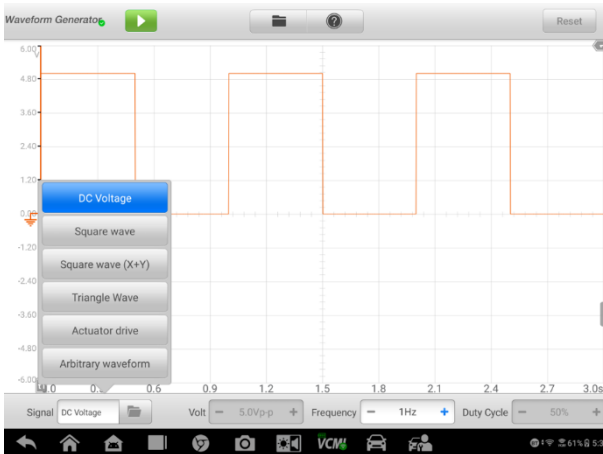 Waveform Generator
Reset
6.00
V
4.80
3.60
2.40
1.20
-1.20
-2.40
-3.60
-4.80
-6.00
DC Voltage
Square wave
Square wave (X+Y)
Triangle Wave
Actuator drive
Arbitrary waveform
0.6 0.9 1.2 1.5 1.8 2.1 2.4 2.7 3.0s
Signal DC Voltage Volt − 5.0Vp-p + Frequency − 1Hz + Duty Cycle − 50% +
VCMI 61%